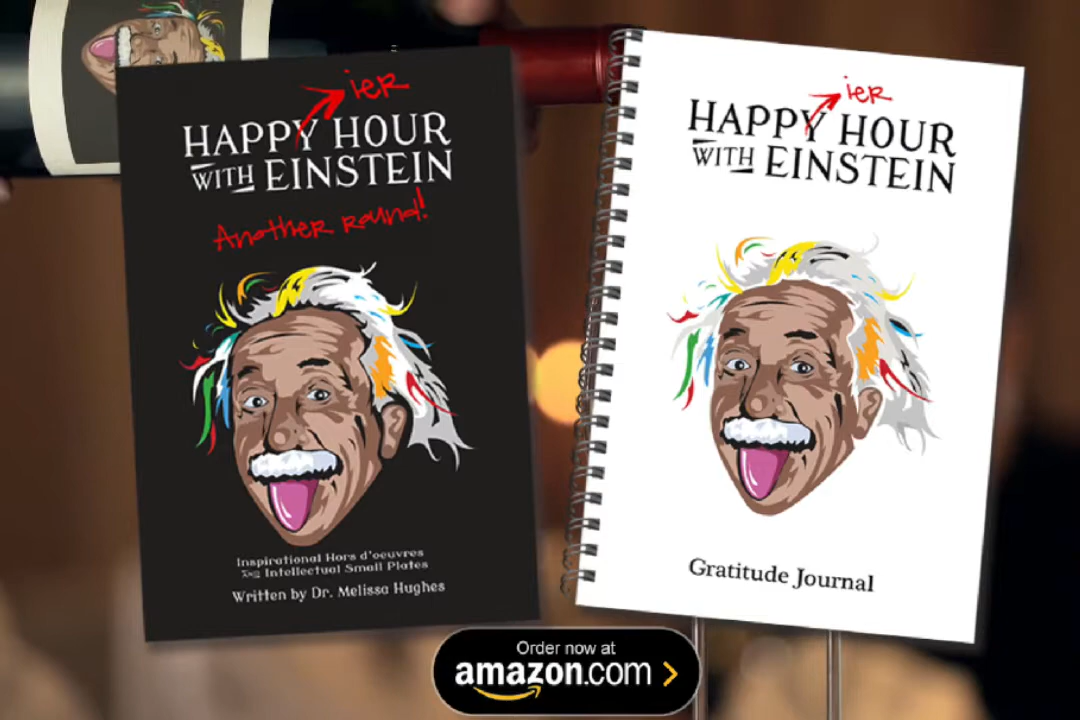 ier
HAPPY HOUR
WITH EINSTEIN
Another round!
Inspirational Hors d'oeuvres
and Intellectual Small Plates
Written by Dr. Melissa Hughes
ier
HAPPY HOUR
WITH EINSTEIN
Gratitude Journal
Order now at
amazon.com